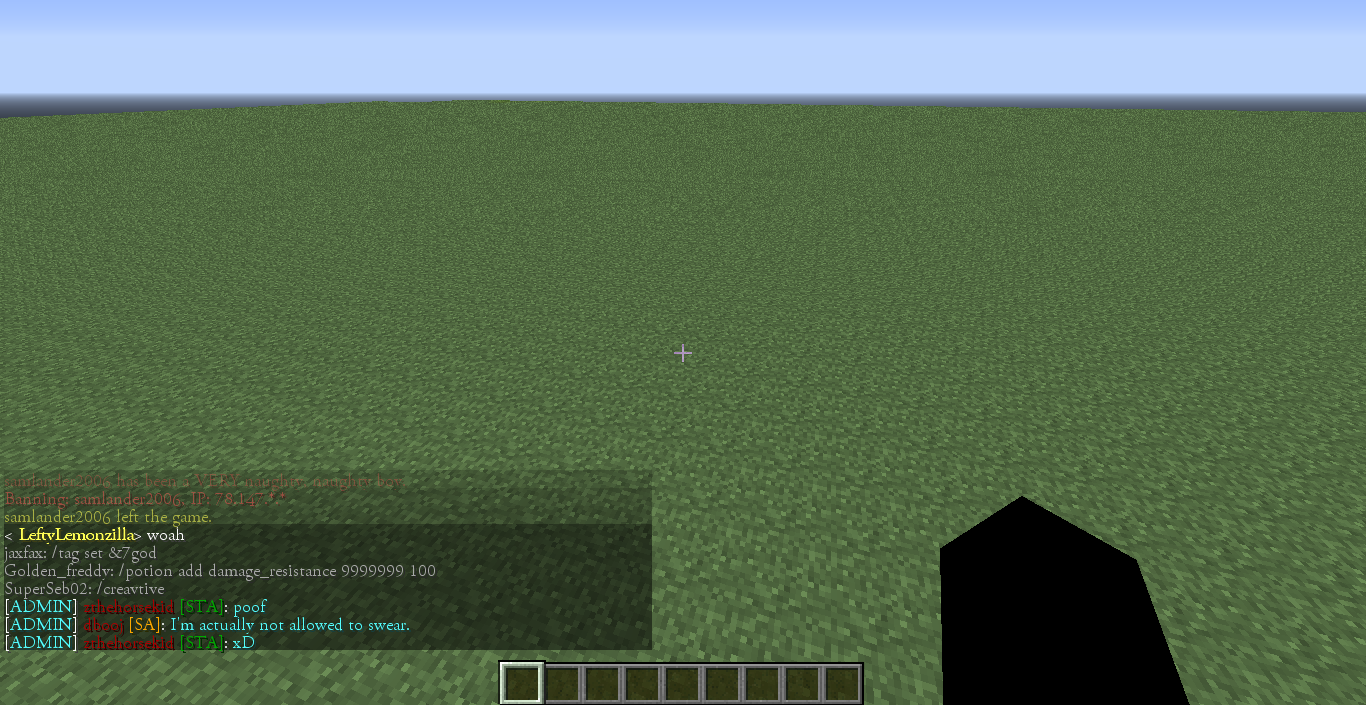 samlander2006 has been a VERY naughty, naughty boy.
Banning: samlander2006, IP: 78.147.*.*
samlander2006 left the game.
< LeftyLemonzilla> woah
jaxfax: /tag set &7god
Golden_freddy: /potion add damage_resistance 9999999 100
SuperSeb02: /creavtive
[ADMIN] [STA]: poof
[ADMIN] dbooj [SA]: I'm actually not allowed to swear.
[ADMIN] [STA]: xD